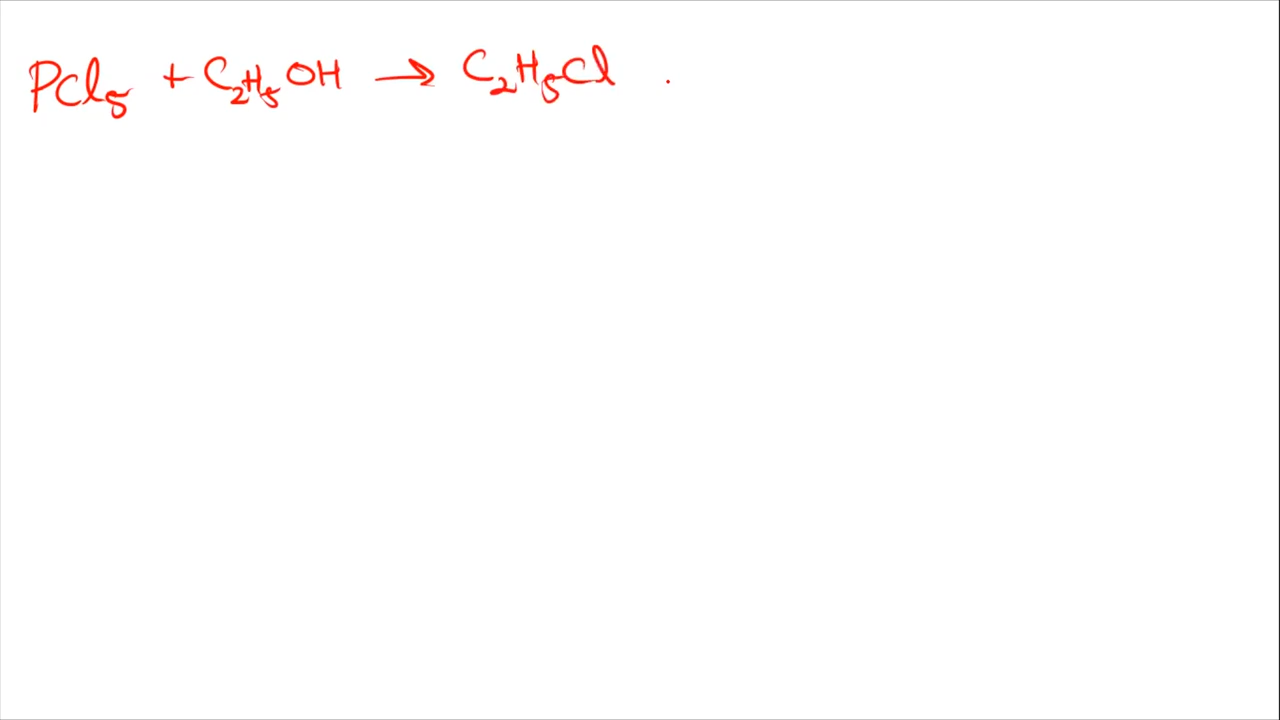 PCl₅ + C₂H₅OH → C₂H₅Cl